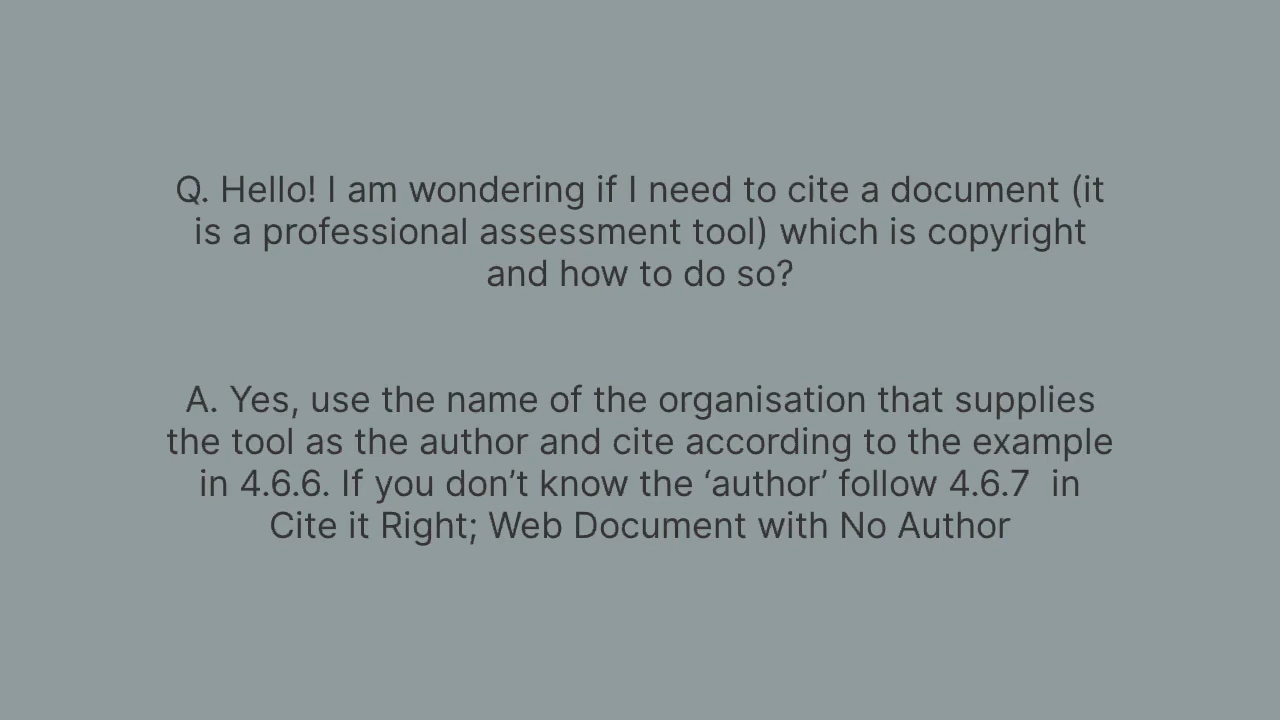 Q. Hello! I am wondering if I need to cite a document (it
is a professional assessment tool) which is copyright
and how to do so?
A. Yes, use the name of the organisation that supplies
the tool as the author and cite according to the example
in 4.6.6. If you don’t know the ‘author’ follow 4.6.7  in
Cite it Right; Web Document with No Author